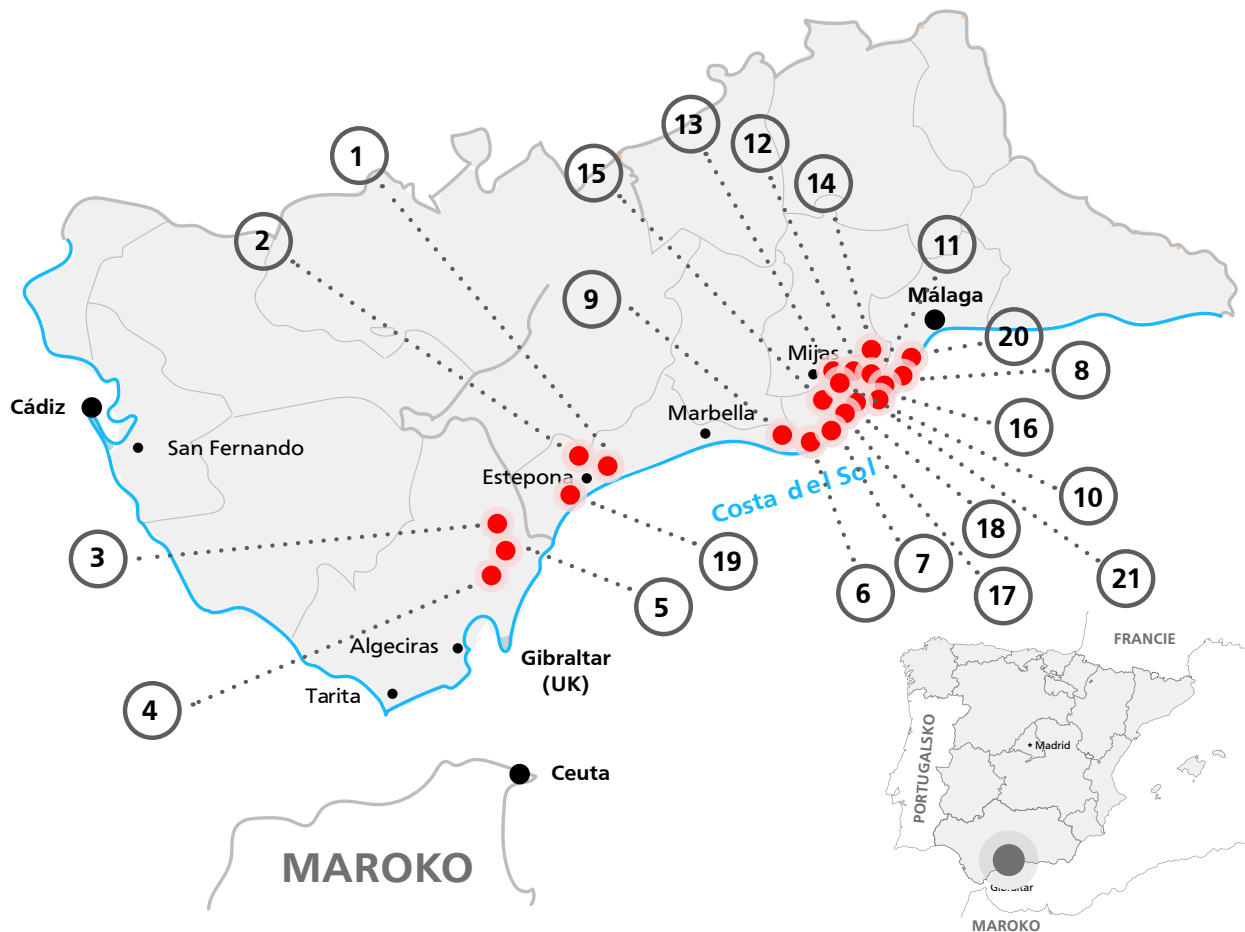 13
12
1
15
14
2
11
9
Málaga
20
Mijas
8
Cádiz
Marbella
16
San Fernando
Estepona
Costa del Sol
10
18
3
19
7
21
6
17
5
Algeciras
Gibraltar
(UK)
FRANCIE
Tarita
4
PORTUGALSKO
Madrid
Ceuta
MAROKO
Gibraltar
MAROKO